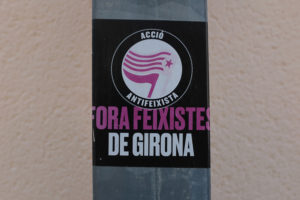 ACCIÓ
ANTIFEIXISTA
FORA FEIXISTES
DE GIRONA